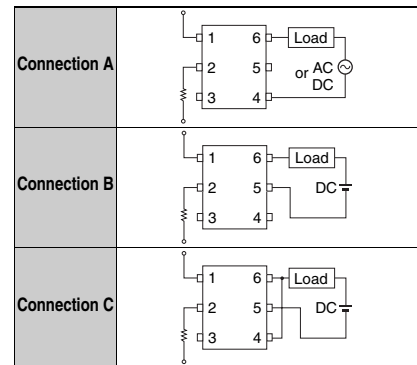 Connection A
1 6 Load
2 5 or AC
DC
3 4
Connection B
1 6 Load
2 5 DC
3 4
Connection C
1 6 Load
2 5 DC
3 4